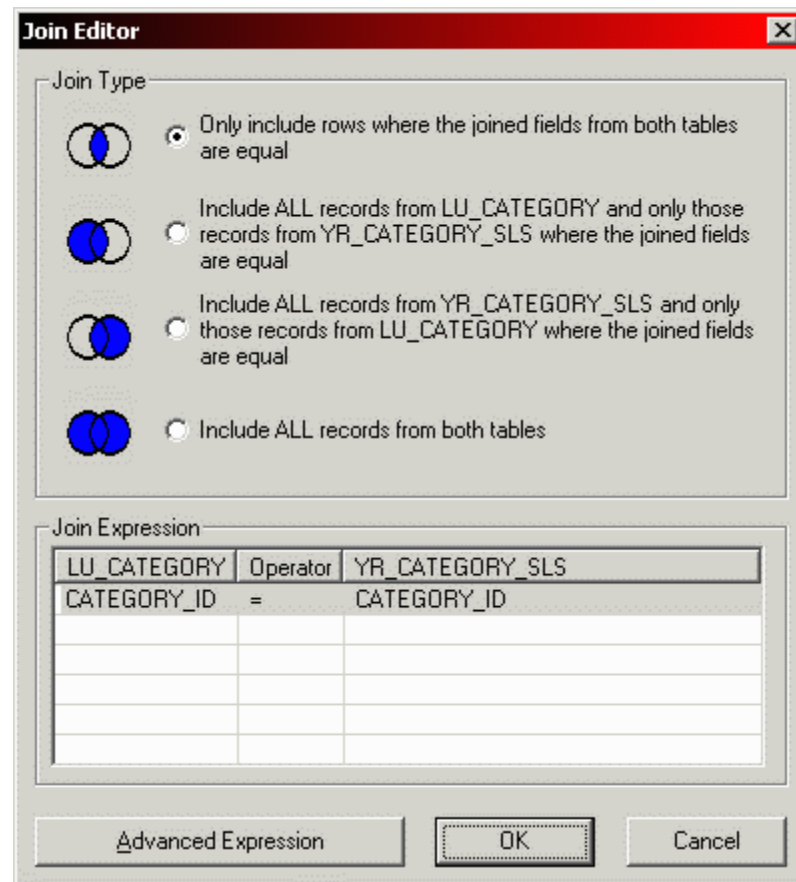 Join Editor
Join Type
Only include rows where the joined fields from both tables
are equal
Include ALL records from LU_CATEGORY and only those
records from YR_CATEGORY_SLS where the joined fields
are equal
Include ALL records from YR_CATEGORY_SLS and only
those records from LU_CATEGORY where the joined fields
are equal
Include ALL records from both tables
Join Expression
LU_CATEGORY Operator YR_CATEGORY_SLS
CATEGORY_ID = CATEGORY_ID
Advanced Expression OK Cancel